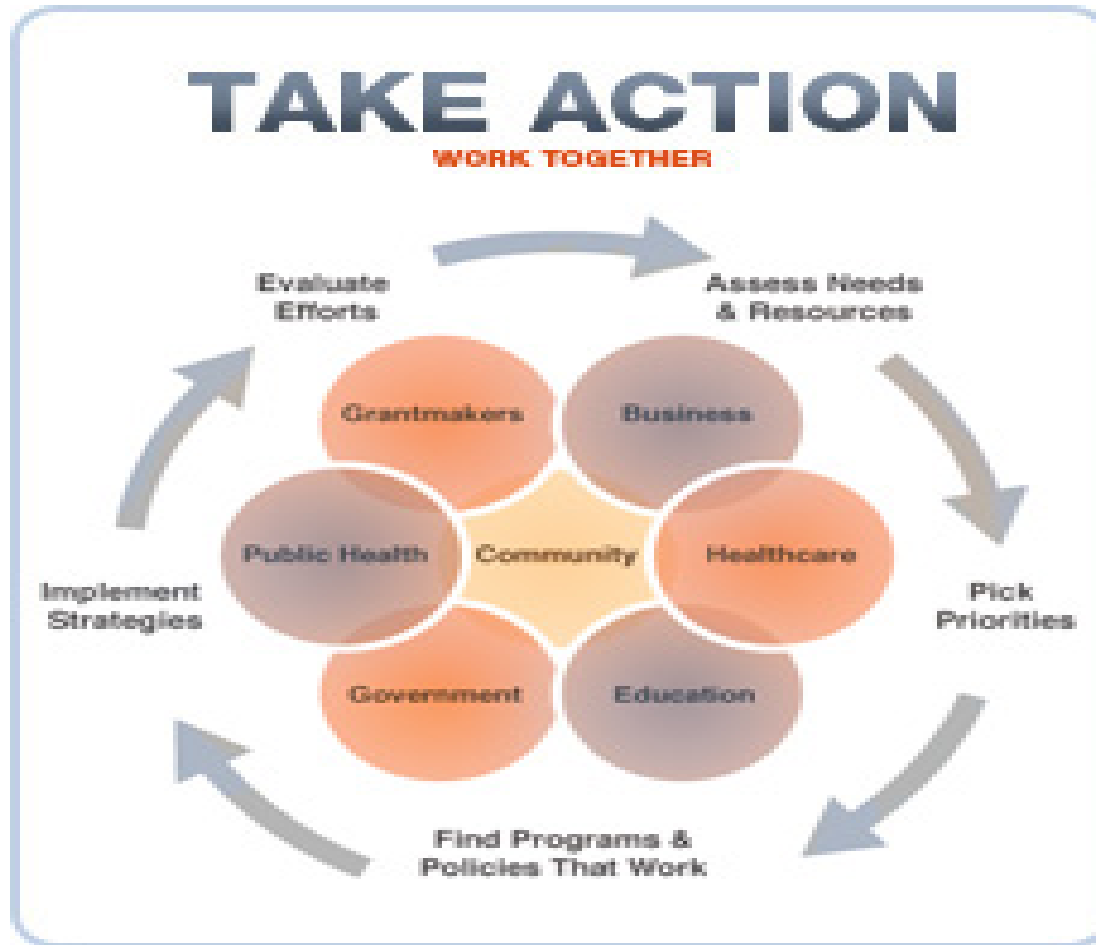 TAKE ACTION
WORK TOGETHER
Evaluate
Efforts
Assess Needs
& Resources
Grantmakers
Business
Public Health
Community
Healthcare
Implement
Strategies
Pick
Priorities
Government
Education
Find Programs &
Policies That Work